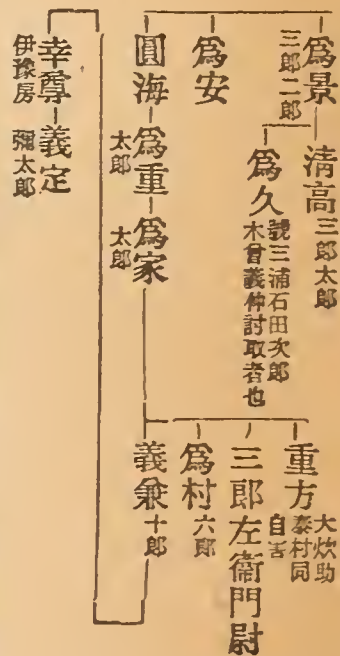 爲景
三郎二郎
清高
三郎太郎
爲久
號三浦石田次郎
木曾義仲討取者也
爲安
圓海
爲重
太郎
爲家
太郎
重方
大炊助
泰村同
自害
三郎左衞門尉
爲村
六郎
義兼
十郎
幸尊
伊豫房
義定
彌太郎